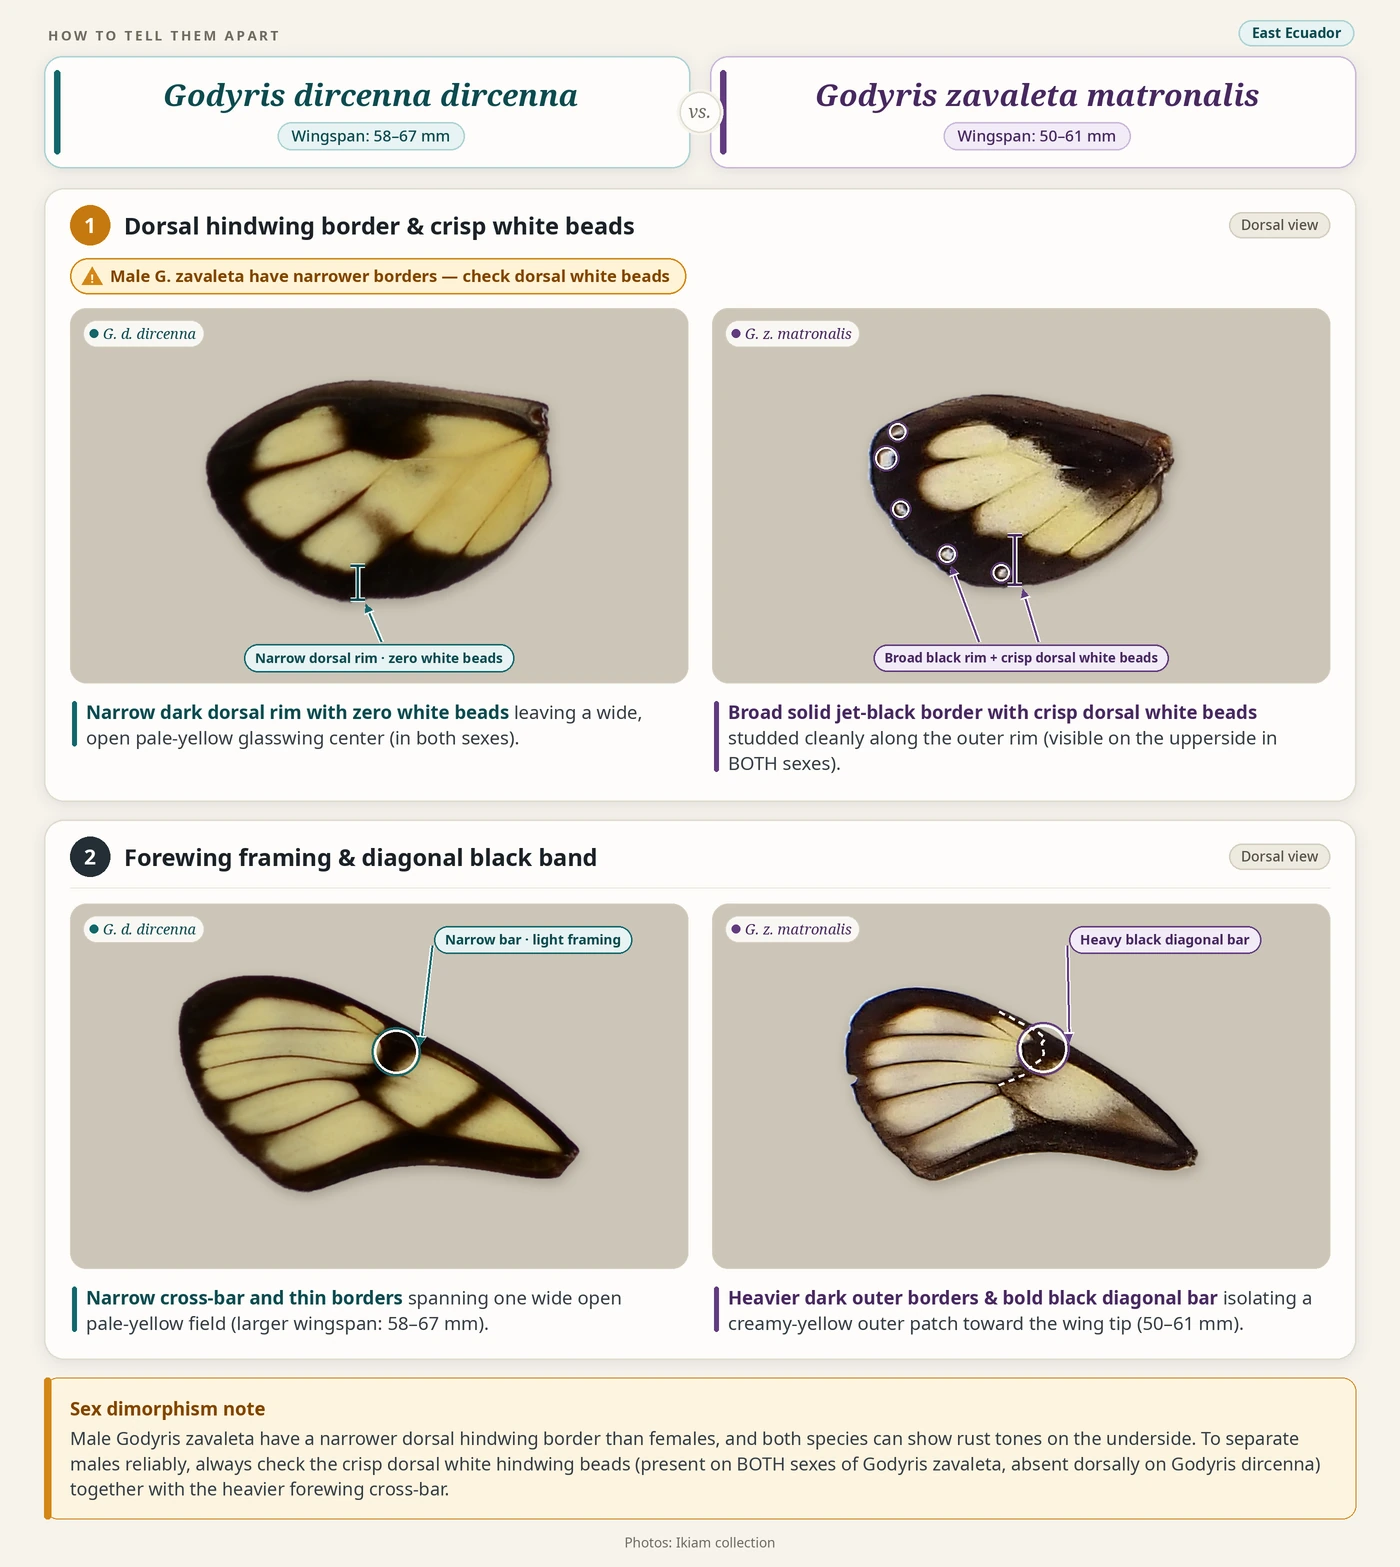 HOW TO TELL THEM APART
East Ecuador
Godyris dircenna dircenna
Wingspan: 58–67 mm
vs.
Godyris zavaleta matronalis
Wingspan: 50–61 mm
1
Dorsal hindwing border & crisp white beads
Dorsal view
Male G. zavaleta have narrower borders — check dorsal white beads
G. d. dircenna
Narrow dorsal rim · zero white beads
G. z. matronalis
Broad black rim + crisp dorsal white beads
Narrow dark dorsal rim with zero white beads leaving a wide,
open pale-yellow glasswing center (in both sexes).
Broad solid jet-black border with crisp dorsal white beads
studded cleanly along the outer rim (visible on the upperside in
BOTH sexes).
2
Forewing framing & diagonal black band
Dorsal view
G. d. dircenna
Narrow bar · light framing
G. z. matronalis
Heavy black diagonal bar
Narrow cross-bar and thin borders spanning one wide open
pale-yellow field (larger wingspan: 58–67 mm).
Heavier dark outer borders & bold black diagonal bar isolating a
creamy-yellow outer patch toward the wing tip (50–61 mm).
Sex dimorphism note
Male Godyris zavaleta have a narrower dorsal hindwing border than females, and both species can show rust tones on the underside. To separate
males reliably, always check the crisp dorsal white hindwing beads (present on BOTH sexes of Godyris zavaleta, absent dorsally on Godyris dircenna)
together with the heavier forewing cross-bar.
Photos: Ikiam collection